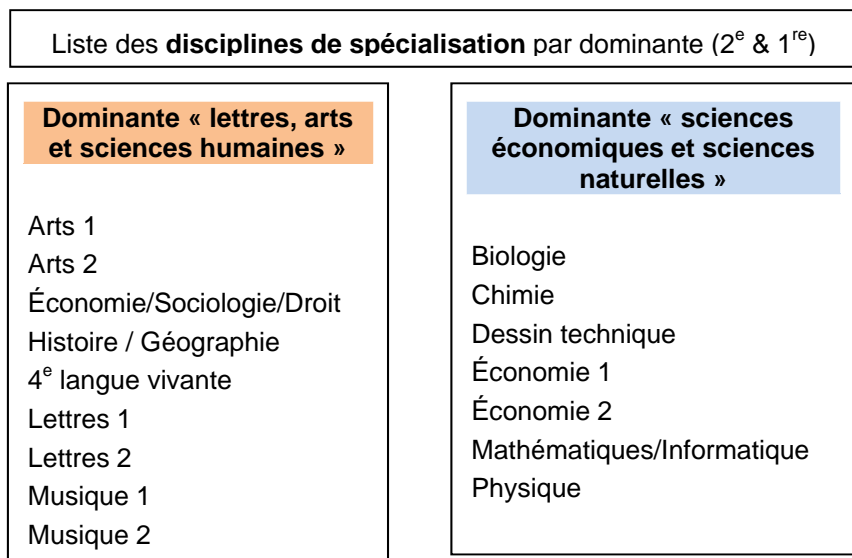 Liste des disciplines de spécialisation par dominante (2e & 1re)
Dominante « lettres, arts
et sciences humaines »
Arts 1
Arts 2
Économie/Sociologie/Droit
Histoire / Géographie
4e langue vivante
Lettres 1
Lettres 2
Musique 1
Musique 2
Dominante « sciences
économiques et sciences
naturelles »
Biologie
Chimie
Dessin technique
Économie 1
Économie 2
Mathématiques/Informatique
Physique